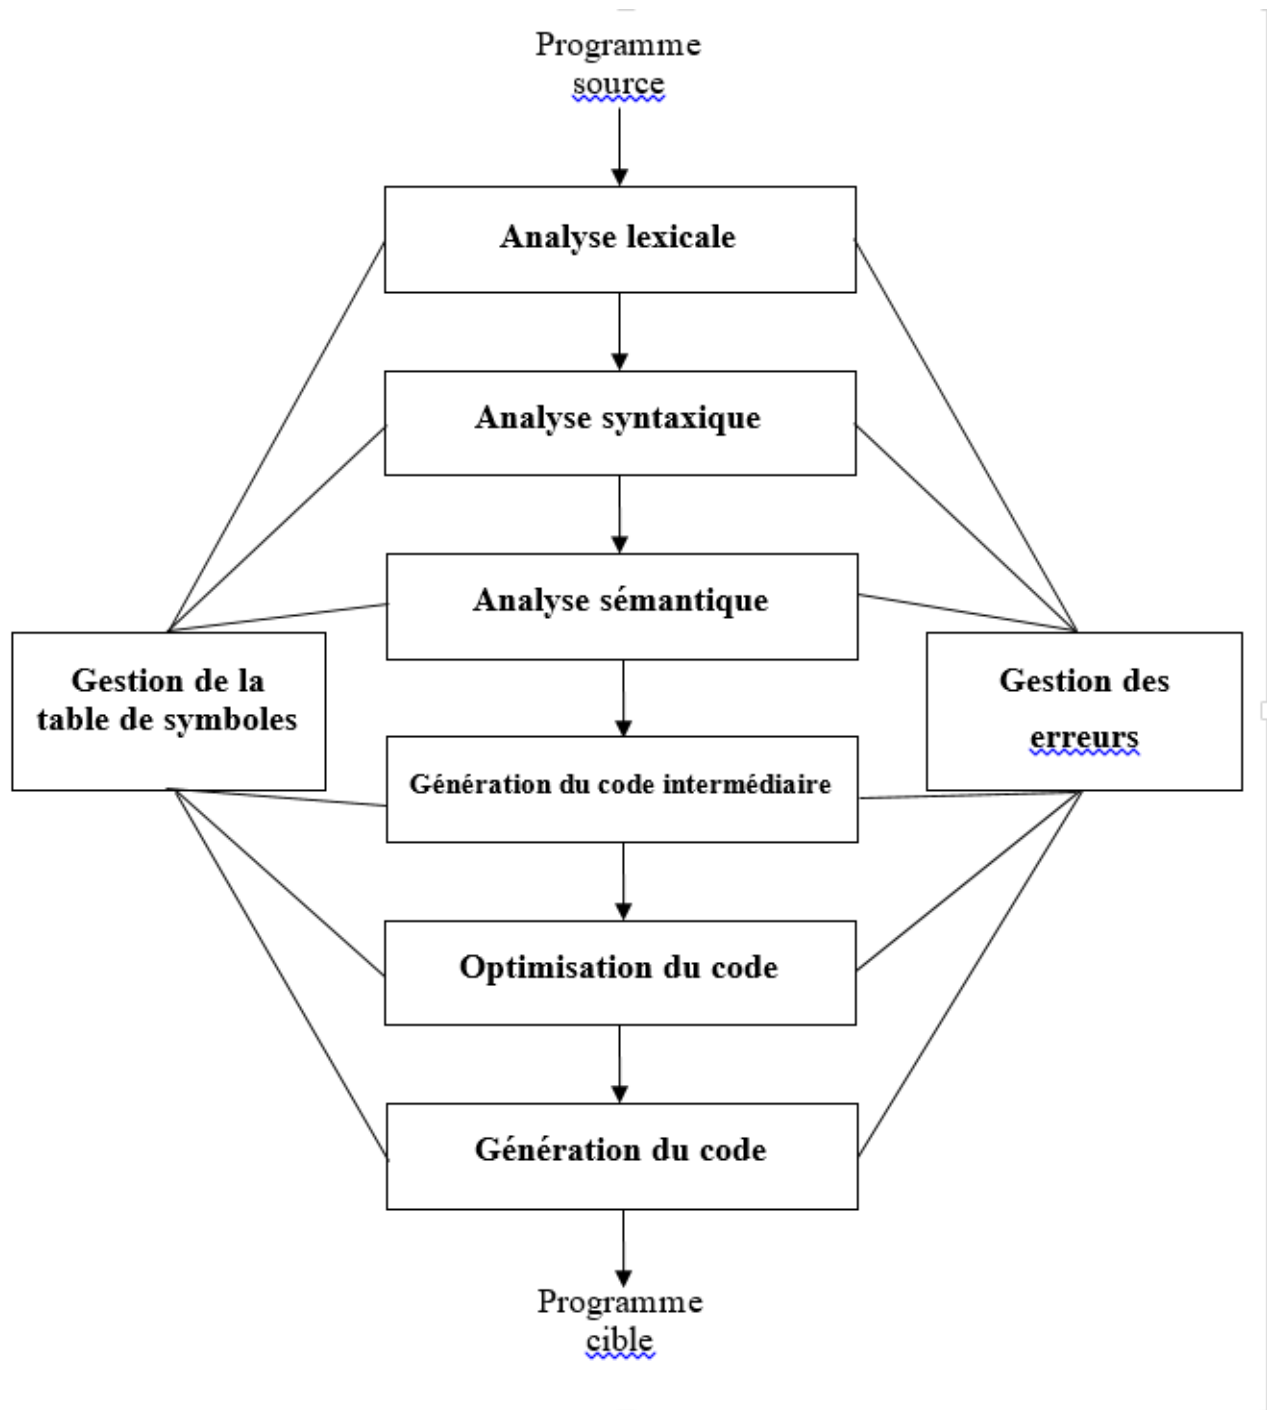 Programme
source
Analyse lexicale
Analyse syntaxique
Analyse sémantique
Gestion de la
table de symboles
Gestion des
erreurs
Génération du code intermédiaire
Optimisation du code
Génération du code
Programme
cible